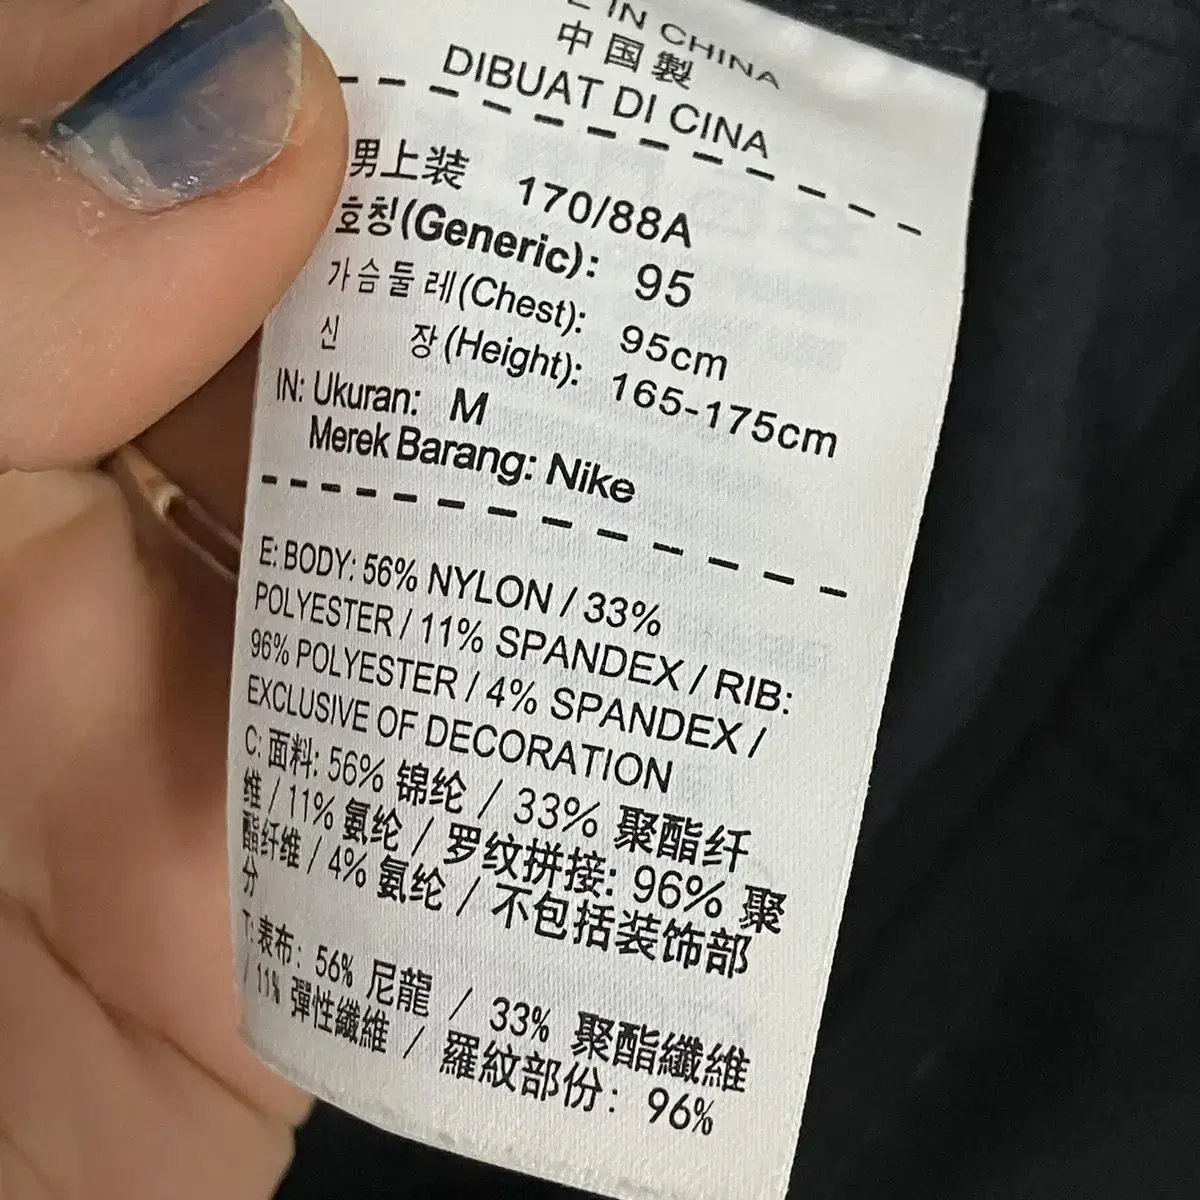 IN CHINA
中国製
DIBUAT DI CINA
男上装 170/88A
호칭(Generic): 95
가슴둘레(Chest): 95cm
신 장(Height): 165-175cm
IN: Ukuran: M
Merek Barang: Nike
E: BODY: 56% NYLON / 33%
POLYESTER / 11% SPANDEX / RIB:
96% POLYESTER / 4% SPANDEX /
EXCLUSIVE OF DECORATION
C: 面料: 56% 锦纶 / 33% 聚酯纤
维 / 11% 氨纶 / 罗纹拼接: 96% 聚
酯纤维 / 4% 氨纶 / 不包括装饰部
分
T: 表布: 56% 尼龍 / 33% 聚酯纖維
/ 11% 彈性纖維 / 羅紋部份: 96%